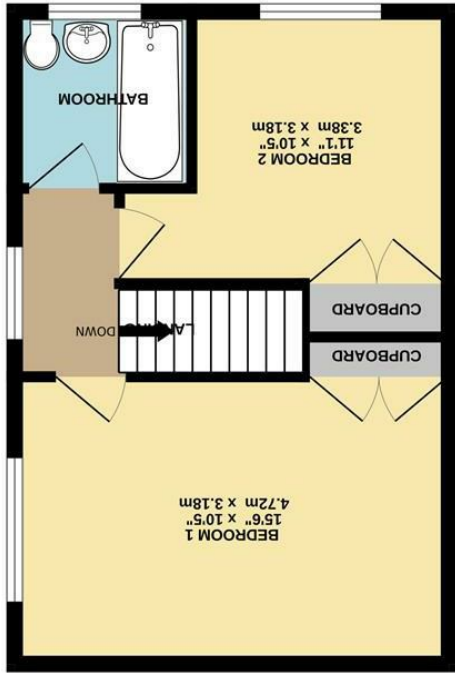 BEDROOM 1
15'6" x 10'5"
4.72m x 3.18m
CUPBOARD
CUPBOARD
LANDING
DOWN
BEDROOM 2
11'1" x 10'5"
3.38m x 3.18m
BATHROOM